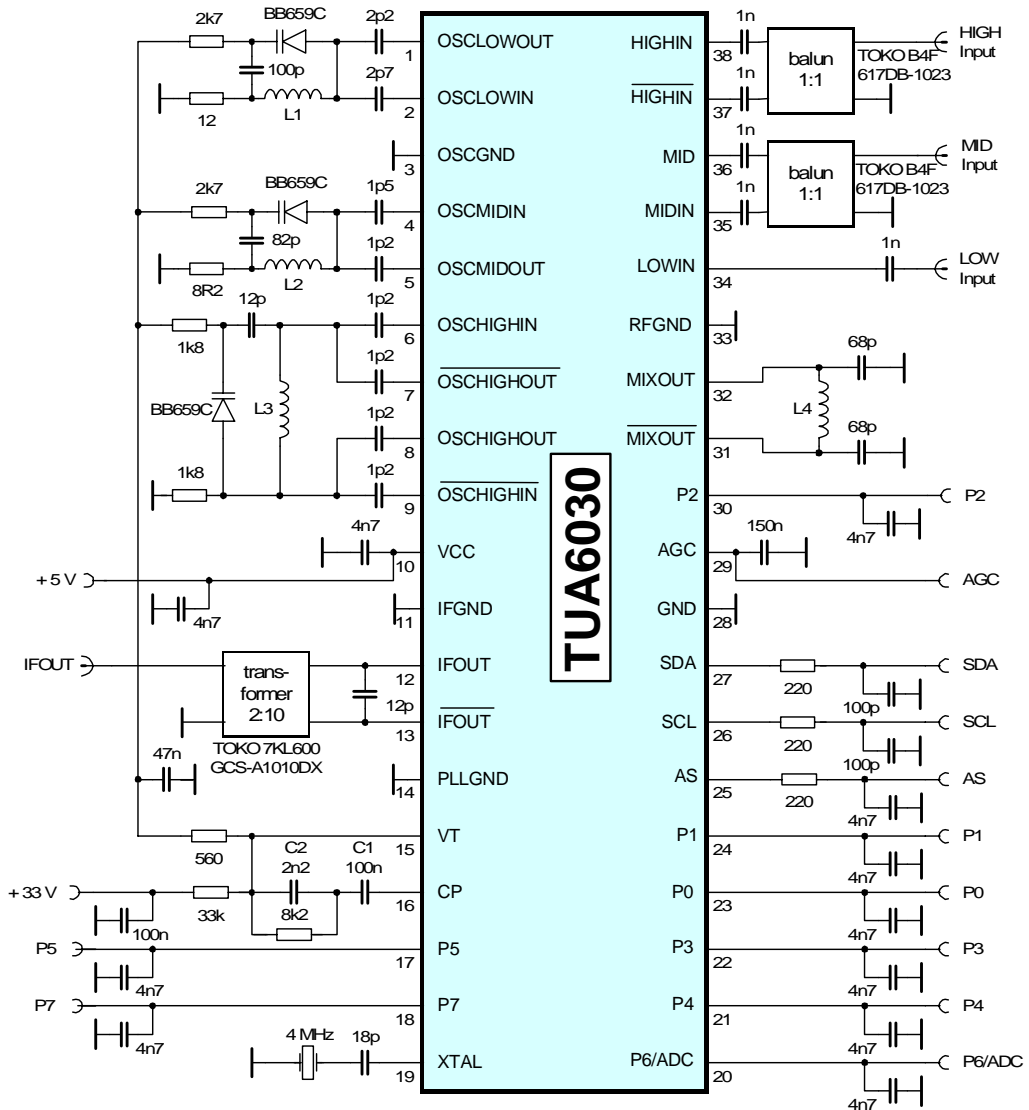 2k7
BB659C
2p2
1
OSCLOWOUT
100p
2p7
12
L1
2
OSCLOWIN
3
OSCGND
2k7
BB659C
1p5
4
OSCMIDIN
82p
1p2
8R2
L2
5
OSCMIDOUT
12p
1p2
1k8
6
OSCHIGHIN
1p2
7
OSCHIGHOUT
BB659C
L3
1p2
8
OSCHIGHOUT
1k8
1p2
9
OSCHIGHIN
4n7
10
VCC
+5 V
4n7
11
IFGND
IFOUT
trans-
former
2:10
TOKO 7KL600
GCS-A1010DX
12
IFOUT
12p
13
IFOUT
47n
14
PLLGND
560
15
VT
C2
2n2
C1
100n
+33 V
33k
8k2
16
CP
100n
P5
17
P5
4n7
P7
18
P7
4n7
4 MHz
18p
19
XTAL
TUA6030
HIGHIN
38
1n
balun
1:1
TOKO B4F
617DB-1023
HIGH
Input
HIGHIN
37
1n
MID
36
1n
balun
1:1
TOKO B4F
617DB-1023
MID
Input
MIDIN
35
1n
LOWIN
34
1n
LOW
Input
RFGND
33
MIXOUT
32
68p
L4
MIXOUT
31
68p
P2
30
4n7
P2
AGC
29
150n
AGC
GND
28
SDA
27
220
100p
SDA
SCL
26
220
100p
SCL
AS
25
220
4n7
AS
P1
24
4n7
P1
P0
23
4n7
P0
P3
22
4n7
P3
P4
21
4n7
P4
P6/ADC
20
4n7
P6/ADC